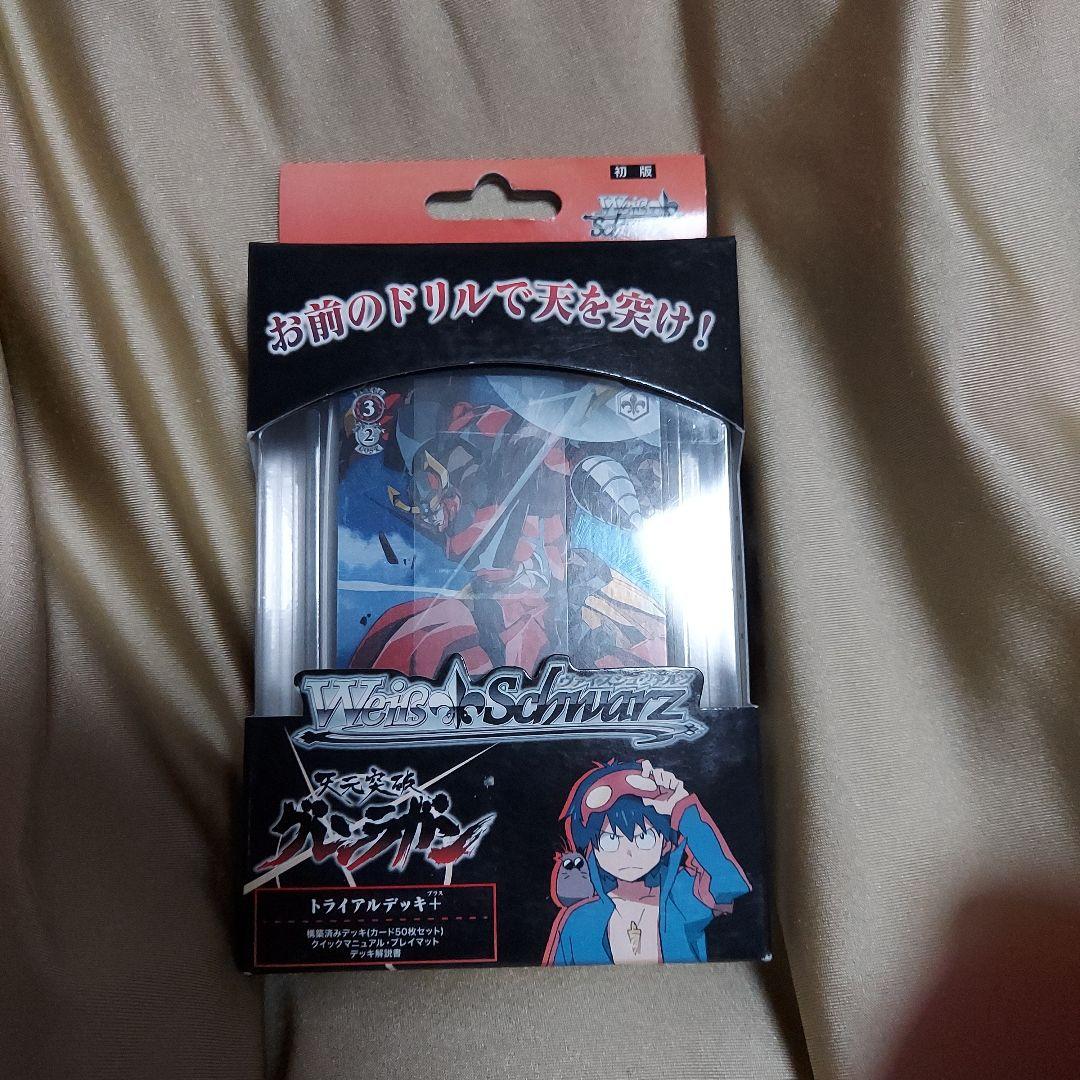 初版
Weiß Schwarz
お前のドリルで天を突け!
3
2
COST
ヴァイスシュヴァルツ
Weiß Schwarz
天元突破
グレンラガン
プラス
トライアルデッキ+
構築済みデッキ(カード50枚セット)
クイックマニュアル・プレイマット
デッキ解説書